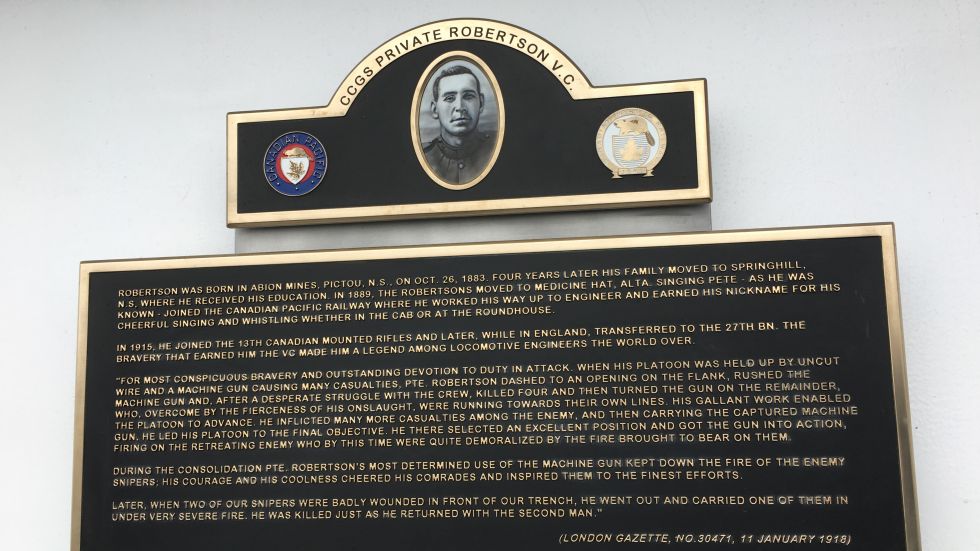 CCGS PRIVATE ROBERTSON V.C.
CANADIAN PACIFIC
ROBERTSON WAS BORN IN ABION MINES, PICTOU, N.S., ON OCT. 26, 1883. FOUR YEARS LATER HIS FAMILY MOVED TO SPRINGHILL,
N.S, WHERE HE RECEIVED HIS EDUCATION. IN 1889, THE ROBERTSONS MOVED TO MEDICINE HAT, ALTA. SINGING PETE - AS HE WAS
KNOWN - JOINED THE CANADIAN PACIFIC RAILWAY WHERE HE WORKED HIS WAY UP TO ENGINEER AND EARNED HIS NICKNAME FOR HIS
CHEERFUL SINGING AND WHISTLING WHETHER IN THE CAB OR AT THE ROUNDHOUSE.
IN 1915, HE JOINED THE 13TH CANADIAN MOUNTED RIFLES AND LATER, WHILE IN ENGLAND, TRANSFERRED TO THE 27TH BN. THE
BRAVERY THAT EARNED HIM THE VC MADE HIM A LEGEND AMONG LOCOMOTIVE ENGINEERS THE WORLD OVER.
"FOR MOST CONSPICUOUS BRAVERY AND OUTSTANDING DEVOTION TO DUTY IN ATTACK. WHEN HIS PLATOON WAS HELD UP BY UNCUT
WIRE AND A MACHINE GUN CAUSING MANY CASUALTIES, PTE. ROBERTSON DASHED TO AN OPENING ON THE FLANK, RUSHED THE
MACHINE GUN AND, AFTER A DESPERATE STRUGGLE WITH THE CREW, KILLED FOUR AND THEN TURNED THE GUN ON THE REMAINDER,
WHO, OVERCOME BY THE FIERCENESS OF HIS ONSLAUGHT, WERE RUNNING TOWARDS THEIR OWN LINES. HIS GALLANT WORK ENABLED
THE PLATOON TO ADVANCE. HE INFLICTED MANY MORE CASUALTIES AMONG THE ENEMY, AND THEN CARRYING THE CAPTURED MACHINE
GUN, HE LED HIS PLATOON TO THE FINAL OBJECTIVE. HE THERE SELECTED AN EXCELLENT POSITION AND GOT THE GUN INTO ACTION,
FIRING ON THE RETREATING ENEMY WHO BY THIS TIME WERE QUITE DEMORALIZED BY THE FIRE BROUGHT TO BEAR ON THEM.
DURING THE CONSOLIDATION PTE. ROBERTSON'S MOST DETERMINED USE OF THE MACHINE GUN KEPT DOWN THE FIRE OF THE ENEMY
SNIPERS; HIS COURAGE AND HIS COOLNESS CHEERED HIS COMRADES AND INSPIRED THEM TO THE FINEST EFFORTS.
LATER, WHEN TWO OF OUR SNIPERS WERE BADLY WOUNDED IN FRONT OF OUR TRENCH, HE WENT OUT AND CARRIED ONE OF THEM IN
UNDER VERY SEVERE FIRE. HE WAS KILLED JUST AS HE RETURNED WITH THE SECOND MAN."
(LONDON GAZETTE, NO.30471, 11 JANUARY 1918)